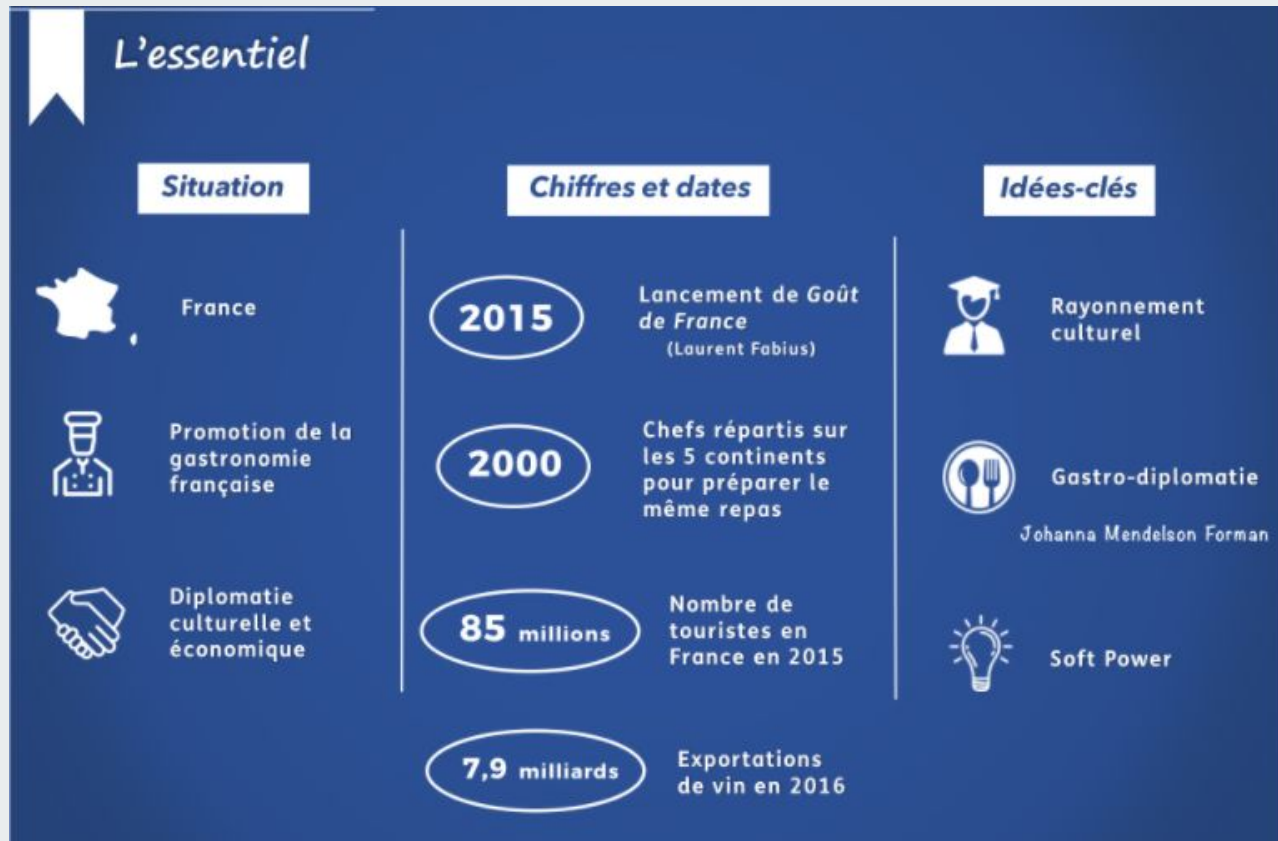 L'essentiel
Situation
France
Promotion de la
gastronomie
française
Diplomatie
culturelle et
économique
Chiffres et dates
2015
Lancement de Goût
de France
(Laurent Fabius)
2000
Chefs répartis sur
les 5 continents
pour préparer le
même repas
85 millions
Nombre de
touristes en
France en 2015
7,9 milliards
Exportations
de vin en 2016
Idées-clés
Rayonnement
culturel
Gastro-diplomatie
Johanna Mendelson Forman
Soft Power